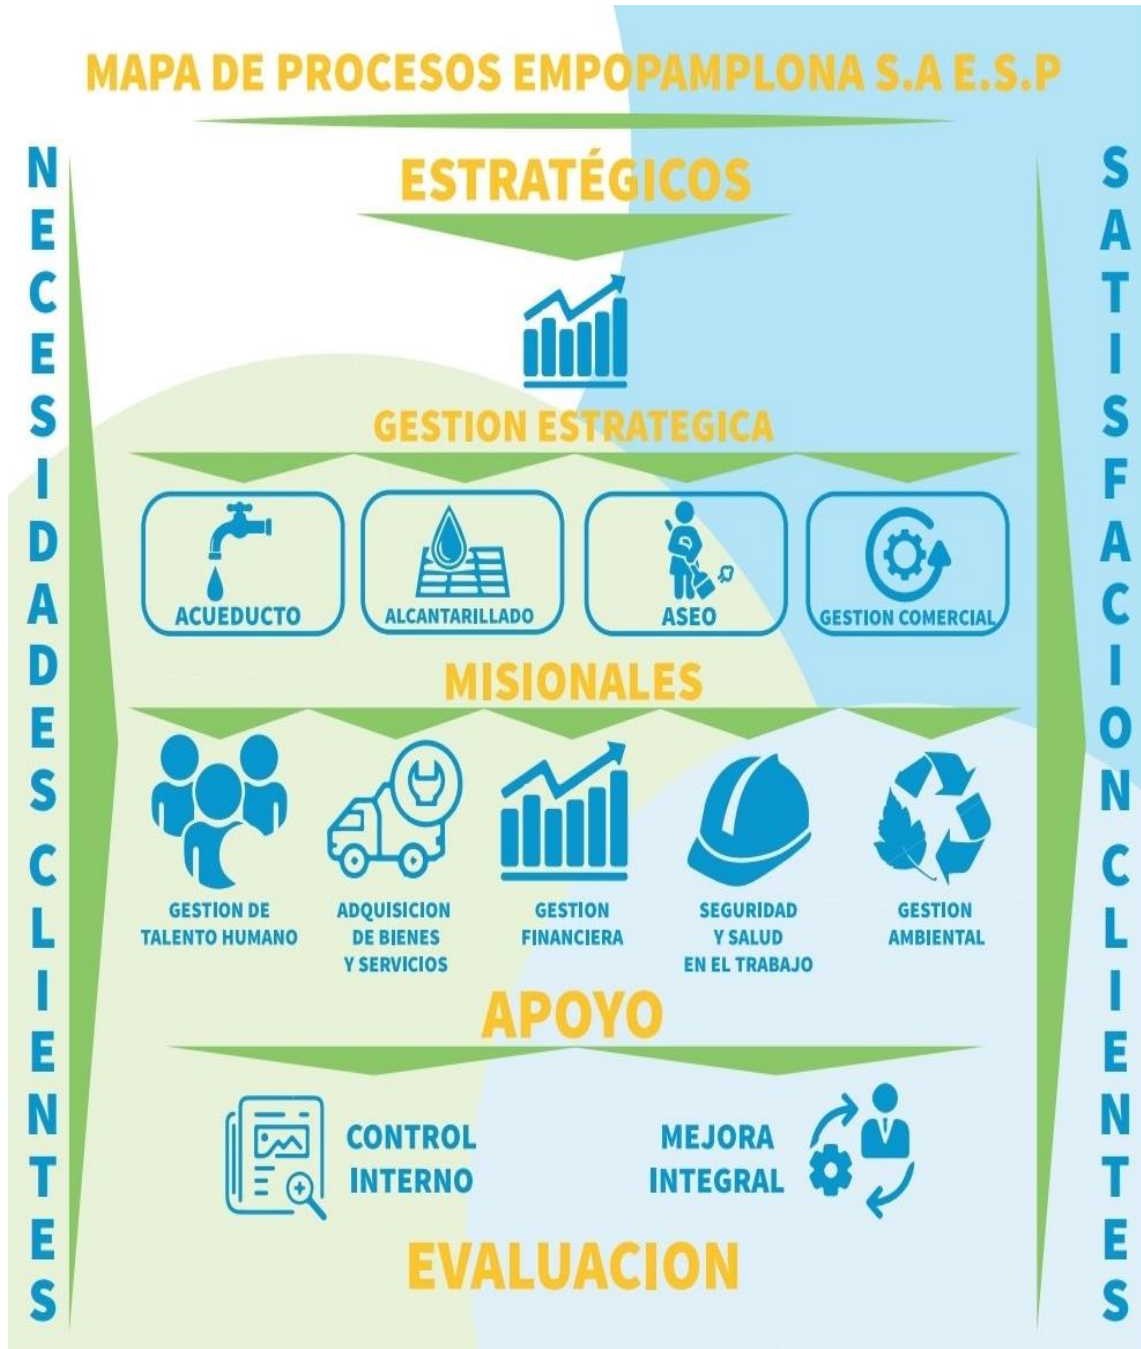 MAPA DE PROCESOS EMPOPAMPLONA S.A E.S.P
NECESIDADES CLIENTES
ESTRATÉGICOS
GESTION ESTRATEGICA
ACUEDUCTO
ALCANTARILLADO
ASEO
GESTION COMERCIAL
MISIONALES
GESTION DE
TALENTO HUMANO
ADQUISICION
DE BIENES
Y SERVICIOS
GESTION
FINANCIERA
SEGURIDAD
Y SALUD
EN EL TRABAJO
GESTION
AMBIENTAL
APOYO
CONTROL
INTERNO
MEJORA
INTEGRAL
EVALUACION
SATISFACION CLIENTES